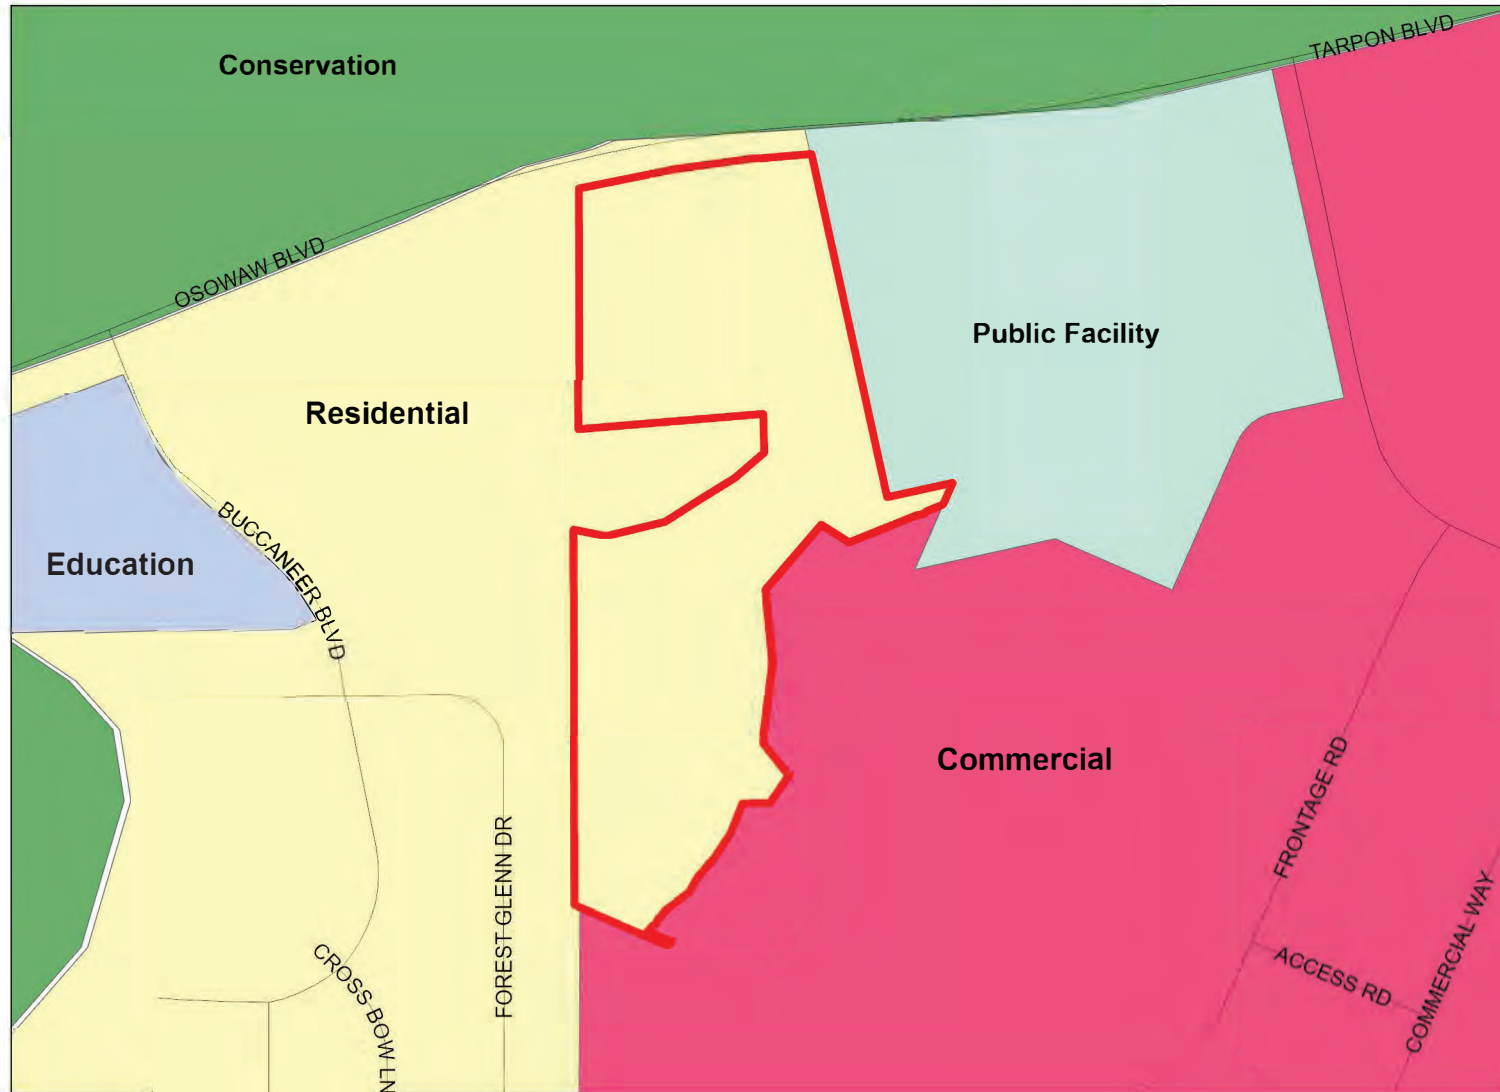 Conservation
TARPON BLVD
OSOWAW BLVD
Public Facility
Residential
Education
BUCCANEER BLVD
Commercial
FRONTAGE RD
FOREST GLENN DR
COMMERCIAL WAY
CROSS BOW LN
ACCESS RD